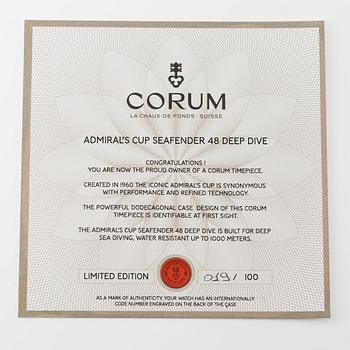 CORUM
LA CHAUX-DE-FONDS · SUISSE
ADMIRAL'S CUP SEAFENDER 48 DEEP DIVE
CONGRATULATIONS !
YOU ARE NOW THE PROUD OWNER OF A CORUM TIMEPIECE.
CREATED IN 1960 THE ICONIC ADMIRAL'S CUP IS SYNONYMOUS
WITH PERFORMANCE AND REFINED TECHNOLOGY.
THE POWERFUL DODECAGONAL CASE DESIGN OF THIS CORUM
TIMEPIECE IS IDENTIFIABLE AT FIRST SIGHT.
THE ADMIRAL'S CUP SEAFENDER 48 DEEP DIVE IS BUILT FOR DEEP
SEA DIVING, WATER RESISTANT UP TO 1000 METERS.
LIMITED EDITION 019 / 100
AS A MARK OF AUTHENTICITY, YOUR WATCH HAS AN INTERNATIONALLY
CODE NUMBER ENGRAVED ON THE BACK OF THE CASE